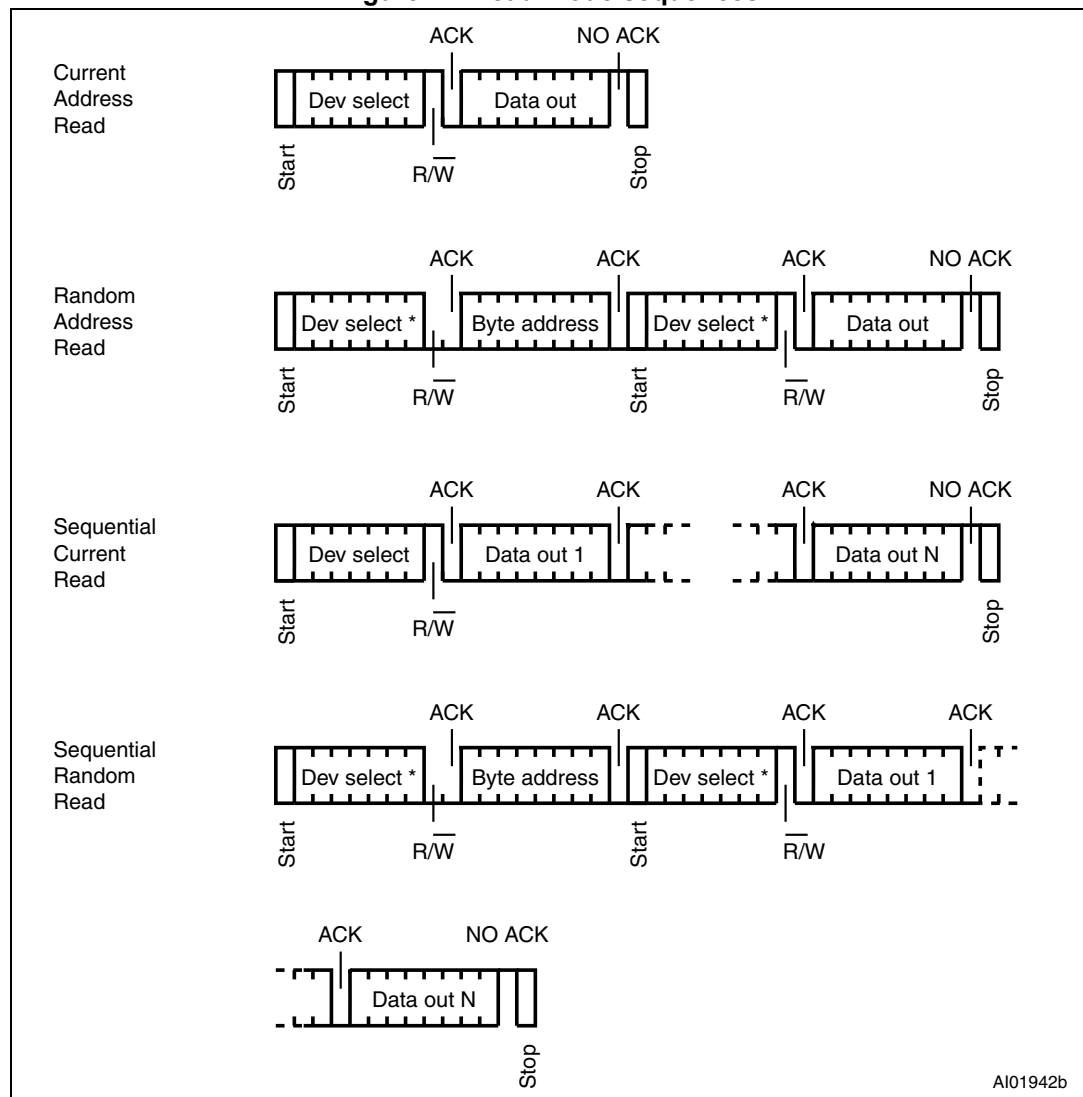 ACK NO ACK
Current
Address
Read
Dev select Data out
Start R/W̅ Stop
ACK ACK ACK NO ACK
Random
Address
Read
Dev select * Byte address Dev select * Data out
Start R/W̅ Start R̅/W Stop
ACK ACK ACK NO ACK
Sequential
Current
Read
Dev select Data out 1 Data out N
Start R/W̅ Stop
ACK ACK ACK ACK
Sequential
Random
Read
Dev select * Byte address Dev select * Data out 1
Start R/W̅ Start R̅/W
ACK NO ACK
Data out N
Stop
AI01942b